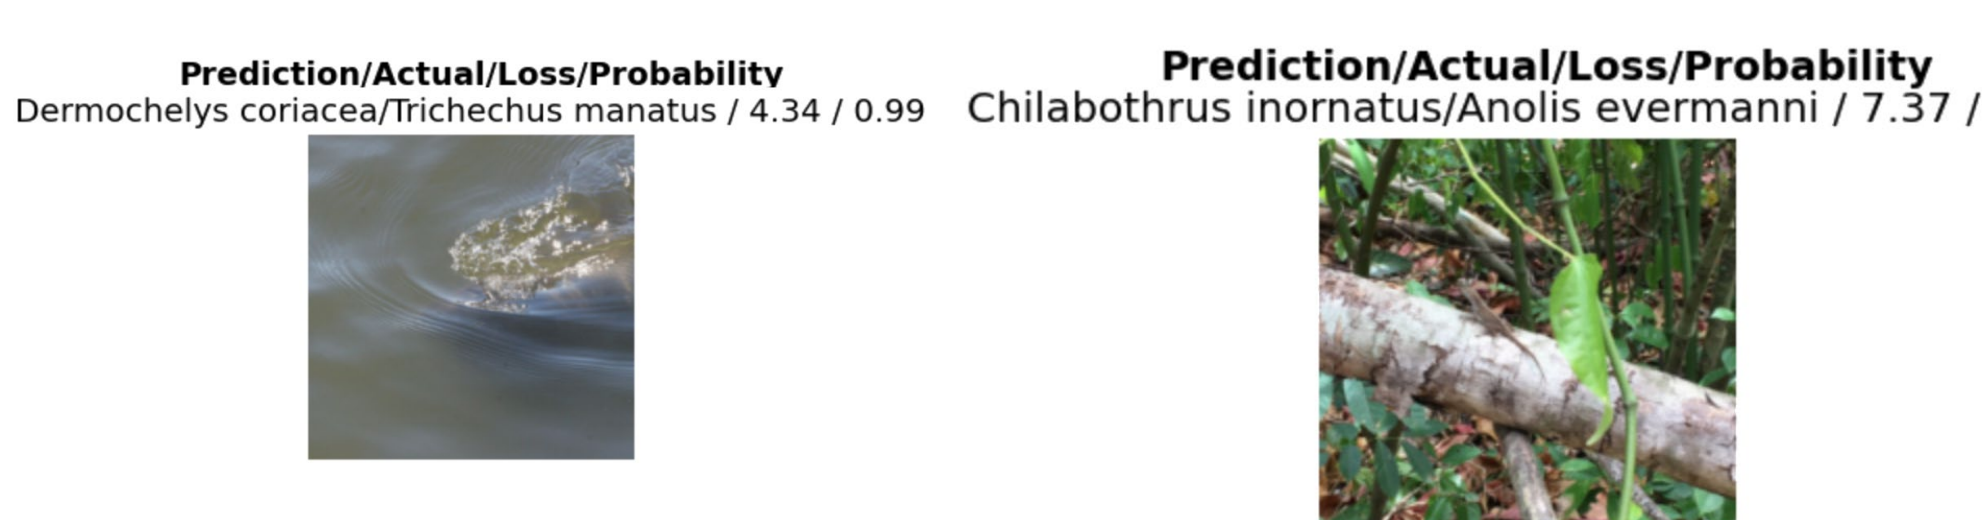 Prediction/Actual/Loss/Probability
Dermochelys coriacea/Trichechus manatus / 4.34 / 0.99
Prediction/Actual/Loss/Probability
Chilabothrus inornatus/Anolis evermanni / 7.37 /